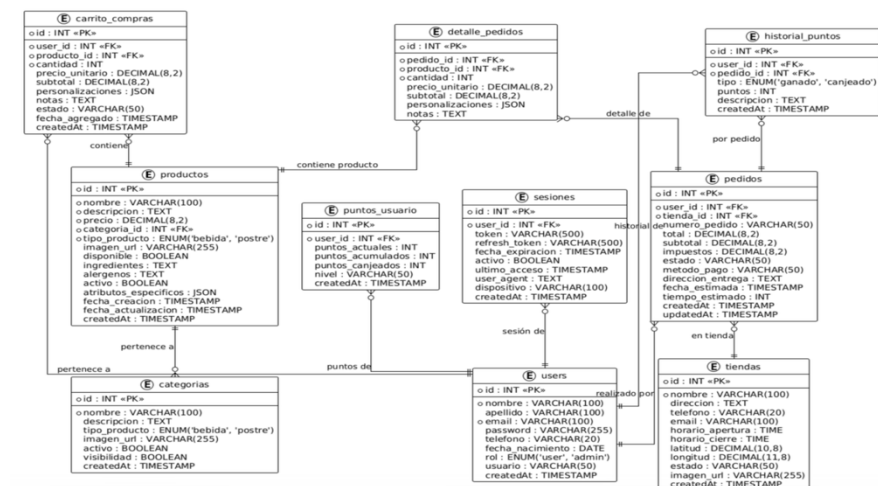 E carrito_compras
id : INT «PK»
user_id : INT «FK»
producto_id : INT «FK»
cantidad : INT
precio_unitario : DECIMAL(8,2)
subtotal : DECIMAL(8,2)
personalizaciones : JSON
notas : TEXT
estado : VARCHAR(50)
fecha_agregado : TIMESTAMP
createdAt : TIMESTAMP
E detalle_pedidos
id : INT «PK»
pedido_id : INT «FK»
producto_id : INT «FK»
cantidad : INT
precio_unitario : DECIMAL(8,2)
subtotal : DECIMAL(8,2)
personalizaciones : JSON
notas : TEXT
E historial_puntos
id : INT «PK»
user_id : INT «FK»
pedido_id : INT «FK»
tipo : ENUM('ganado', 'canjeado')
puntos : INT
descripcion : TEXT
createdAt : TIMESTAMP
detalle de
por pedido
contiene
contiene producto
E productos
id : INT «PK»
nombre : VARCHAR(100)
descripcion : TEXT
precio : DECIMAL(8,2)
categoria_id : INT «FK»
tipo_producto : ENUM('bebida', 'postre')
imagen_url : VARCHAR(255)
disponible : BOOLEAN
ingredientes : TEXT
alergenos : TEXT
activo : BOOLEAN
atributos_especificos : JSON
fecha_creacion : TIMESTAMP
fecha_actualizacion : TIMESTAMP
createdAt : TIMESTAMP
E puntos_usuario
id : INT «PK»
user_id : INT «FK»
puntos_actuales : INT
puntos_acumulados : INT
puntos_canjeados : INT
nivel : VARCHAR(50)
createdAt : TIMESTAMP
E sesiones
id : INT «PK»
user_id : INT «FK»
token : VARCHAR(500)
refresh_token : VARCHAR(500)
fecha_expiracion : TIMESTAMP
activo : BOOLEAN
ultimo_acceso : TIMESTAMP
user_agent : TEXT
dispositivo : VARCHAR(100)
createdAt : TIMESTAMP
historial de
E pedidos
id : INT «PK»
user_id : INT «FK»
tienda_id : INT «FK»
numero_pedido : VARCHAR(50)
total : DECIMAL(8,2)
subtotal : DECIMAL(8,2)
impuestos : DECIMAL(8,2)
estado : VARCHAR(50)
metodo_pago : VARCHAR(50)
direccion_entrega : TEXT
fecha_estimada : TIMESTAMP
tiempo_estimado : INT
createdAt : TIMESTAMP
updatedAt : TIMESTAMP
sesión de
en tienda
pertenece a
pertenece a
puntos de
E categorias
id : INT «PK»
nombre : VARCHAR(100)
descripcion : TEXT
tipo_producto : ENUM('bebida', 'postre')
imagen_url : VARCHAR(255)
activo : BOOLEAN
visibilidad : BOOLEAN
createdAt : TIMESTAMP
E users
id : INT «PK»
nombre : VARCHAR(100)
apellido : VARCHAR(100)
email : VARCHAR(100)
password : VARCHAR(255)
telefono : VARCHAR(20)
fecha_nacimiento : DATE
rol : ENUM('user', 'admin')
usuario : VARCHAR(50)
createdAt : TIMESTAMP
realizado por
E tiendas
id : INT «PK»
nombre : VARCHAR(100)
direccion : TEXT
telefono : VARCHAR(20)
email : VARCHAR(100)
horario_apertura : TIME
horario_cierre : TIME
latitud : DECIMAL(10,8)
longitud : DECIMAL(11,8)
estado : VARCHAR(50)
imagen_url : VARCHAR(255)
createdAt : TIMESTAMP